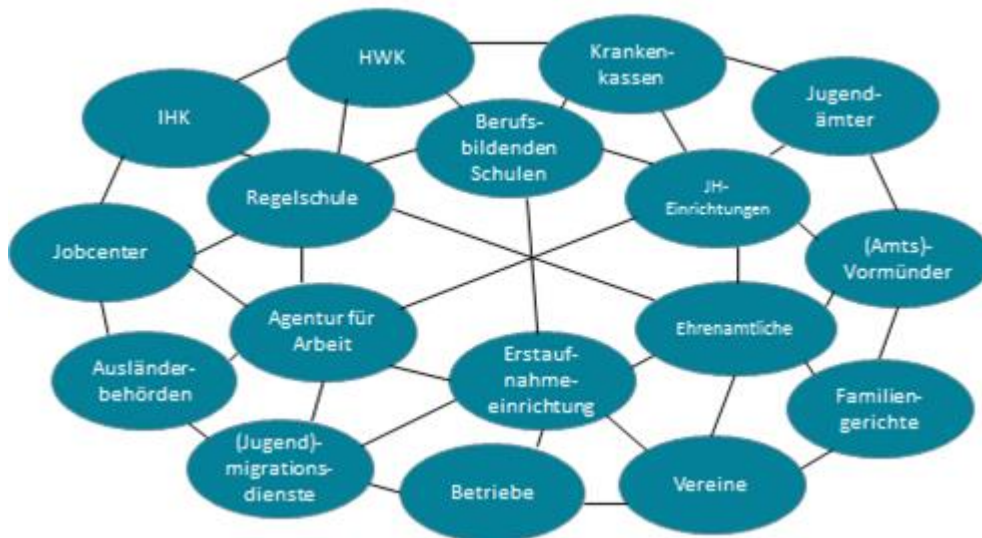 HWK
Kranken-
kassen
IHK
Jugend-
ämter
Berufs-
bildenden
Schulen
Regelschule
JH-
Einrichtungen
Jobcenter
(Amts)-
Vormünder
Agentur für
Arbeit
Ehrenamtliche
Ausländer-
behörden
Erstauf-
nahme-
einrichtung
Familien-
gerichte
(Jugend)-
migrations-
dienste
Betriebe
Vereine